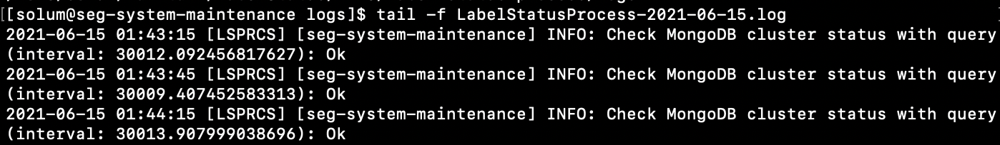 [[solum@seg-system-maintenance logs]$ tail -f LabelStatusProcess-2021-06-15.log
2021-06-15 01:43:15 [LSPRCS] [seg-system-maintenance] INFO: Check MongoDB cluster status with query
(interval: 30012.092456817627): Ok
2021-06-15 01:43:45 [LSPRCS] [seg-system-maintenance] INFO: Check MongoDB cluster status with query
(interval: 30009.407452583313): Ok
2021-06-15 01:44:15 [LSPRCS] [seg-system-maintenance] INFO: Check MongoDB cluster status with query
(interval: 30013.907999038696): Ok